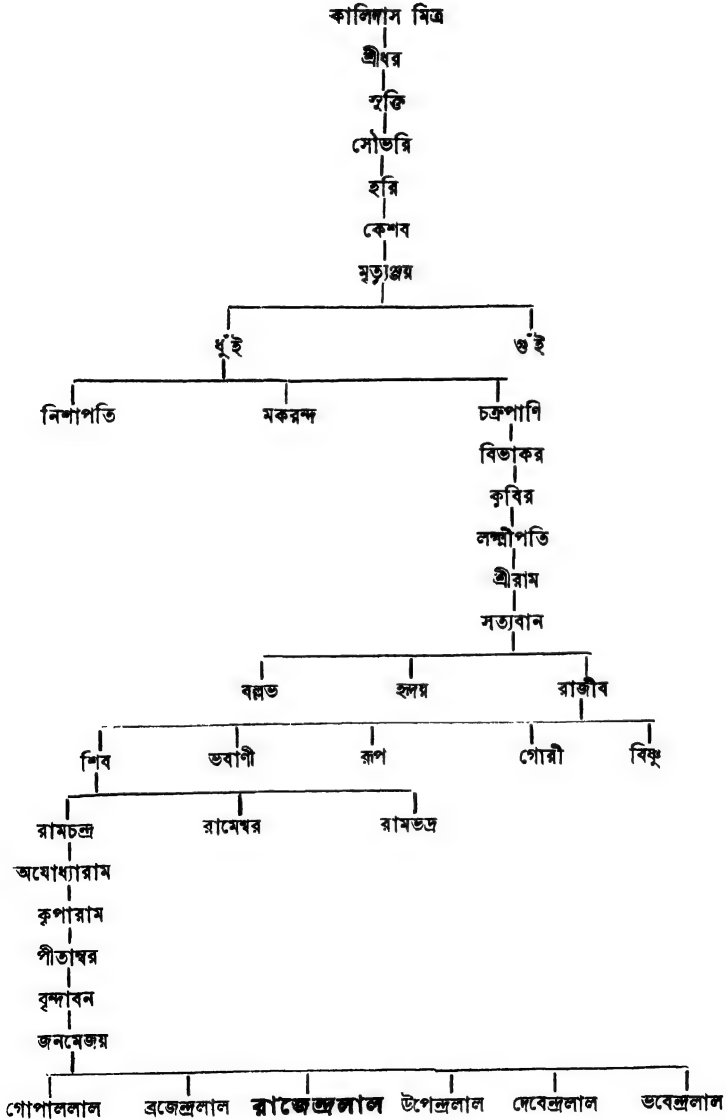 কালিদাস মিত্র
শ্রীধর
সূক্তি
সৌভরি
হরি
কেশব
মৃত্যুঞ্জয়
ধুঁই গুঁই
নিশাপতি মকরন্দ চক্রপাণি
বিভাকর
কুবির
লক্ষ্মীপতি
শ্রীরাম
সত্যবান
বল্লভ হৃদয় রাজীব
শিব ভবাণী রূপ গোরী বিষ্ণু
রামচন্দ্র রামেশ্বর রামভদ্র
অযোধ্যারাম
কৃপারাম
পীতাম্বর
বৃন্দাবন
জনমেজয়
গোপাললাল ব্রজেন্দ্রলাল রাজেন্দ্রলাল উপেন্দ্রলাল দেবেন্দ্রলাল ভবেন্দ্রলাল